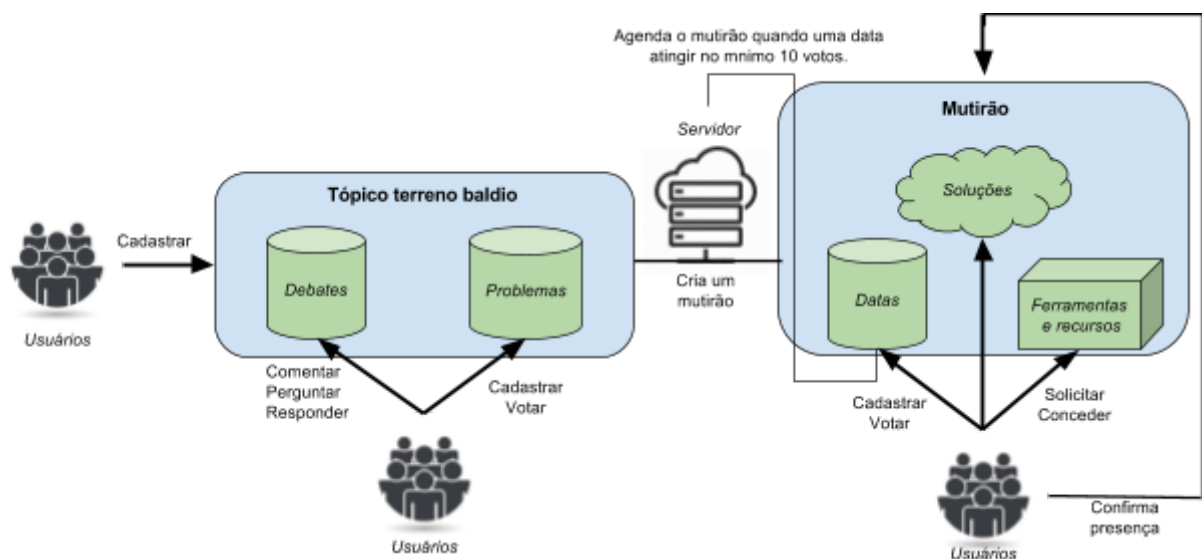 Agenda o mutirão quando uma data
atingir no mnimo 10 votos.
Mutirão
Servidor
Soluções
Tópico terreno baldio
Cadastrar
Debates
Problemas
Cria um
mutirão
Datas
Ferramentas
e recursos
Usuários
Comentar
Perguntar
Responder
Cadastrar
Votar
Cadastrar
Votar
Solicitar
Conceder
Confirma
presença
Usuários
Usuários